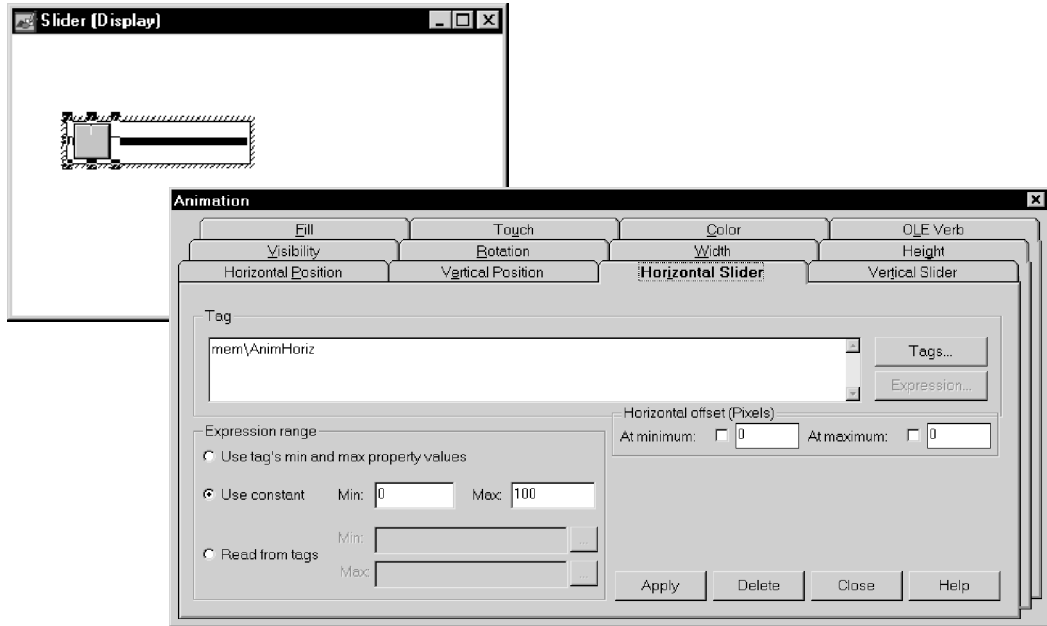 Slider (Display)
Animation
Fill Touch Color OLE Verb
Visibility Rotation Width Height
Horizontal Position Vertical Position Horizontal Slider Vertical Slider
Tag
mem\AnimHoriz
Tags...
Expression...
Horizontal offset (Pixels)
At minimum: 0 At maximum: 0
Expression range
Use tag's min and max property values
Use constant Min: 0 Max: 100
Read from tags
Min: ...
Max: ...
Apply Delete Close Help